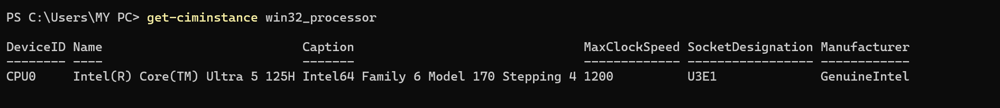 PS C:\Users\MY PC> get-ciminstance win32_processor
DeviceID Name                           Caption                               MaxClockSpeed SocketDesignation Manufacturer
-------- ----                           -------                               ------------- ----------------- ------------
CPU0     Intel(R) Core(TM) Ultra 5 125H Intel64 Family 6 Model 170 Stepping 4 1200          U3E1              GenuineIntel